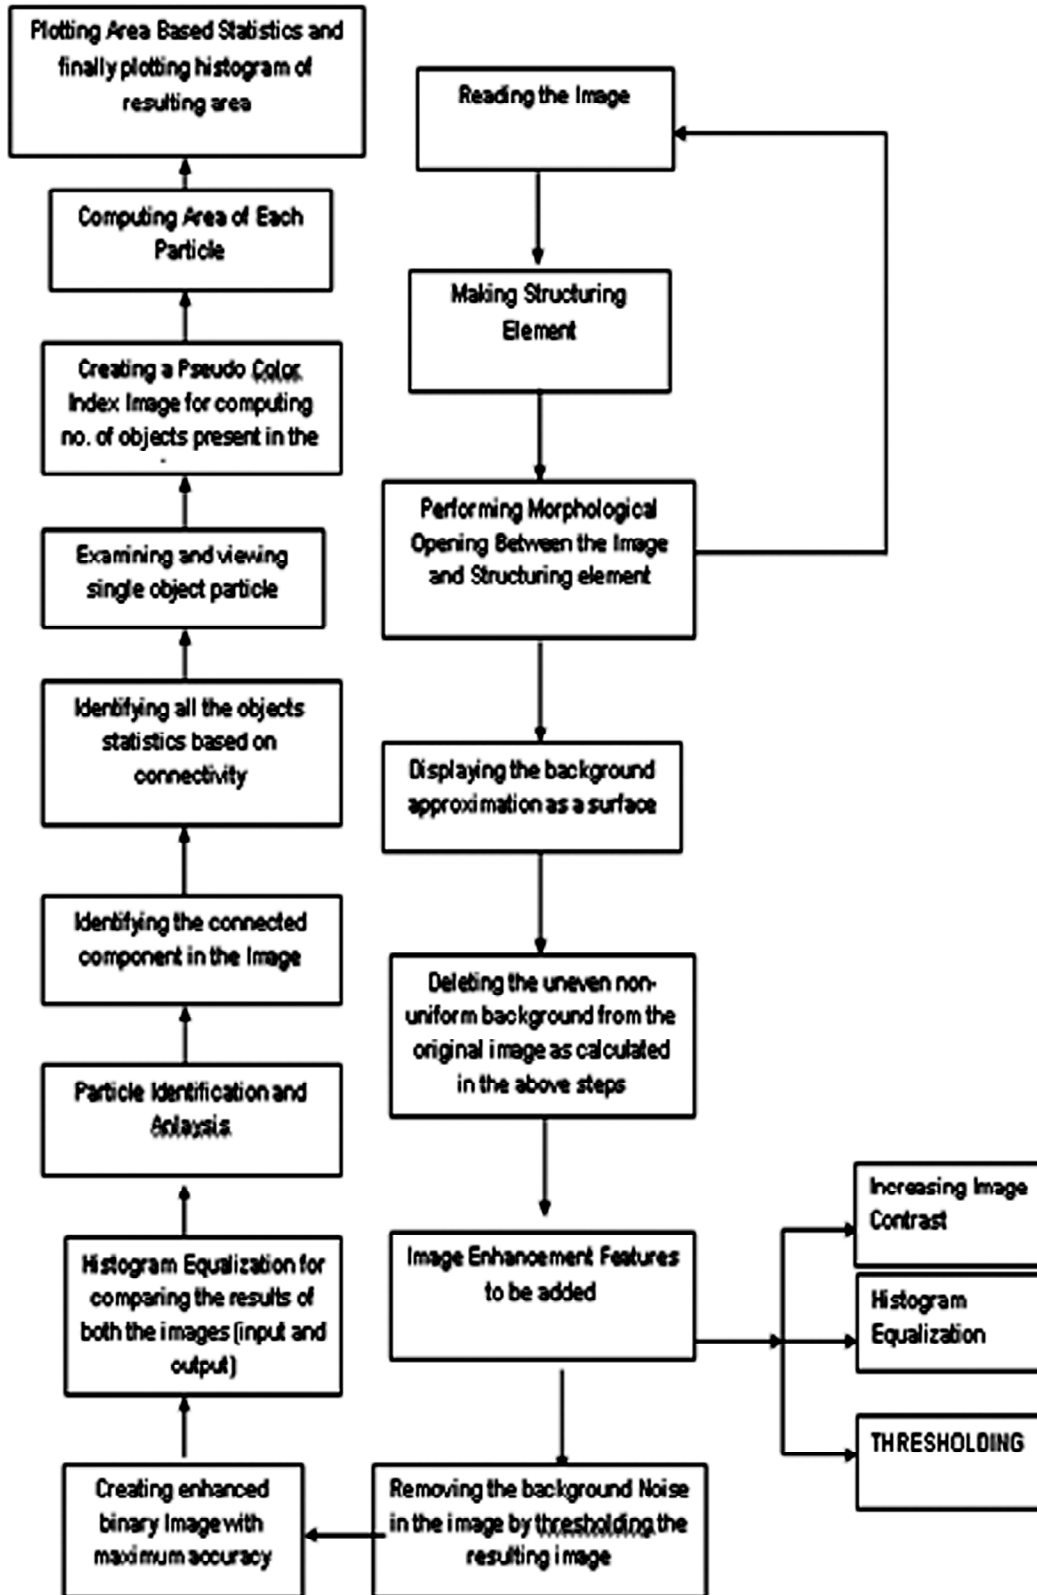 Plotting Area Based Statistics and
finally plotting histogram of
resulting area
Computing Area of Each
Particle
Creating a Pseudo Color
Index Image for computing
no. of objects present in the
Examining and viewing
single object particle
Identifying all the objects
statistics based on
connectivity
Identifying the connected
component in the Image
Particle Identification and
Anlaysis
Histogram Equalization for
comparing the results of
both the images (input and
output)
Creating enhanced
binary Image with
maximum accuracy
Reading the Image
Making Structuring
Element
Performing Morphological
Opening Between the Image
and Structuring element
Displaying the background
approximation as a surface
Deleting the uneven non-
uniform background from the
original image as calculated
in the above steps
Image Enhancement Features
to be added
Removing the background Noise
in the image by thresholding the
resulting image
Increasing Image
Contrast
Histogram
Equalization
THRESHOLDING